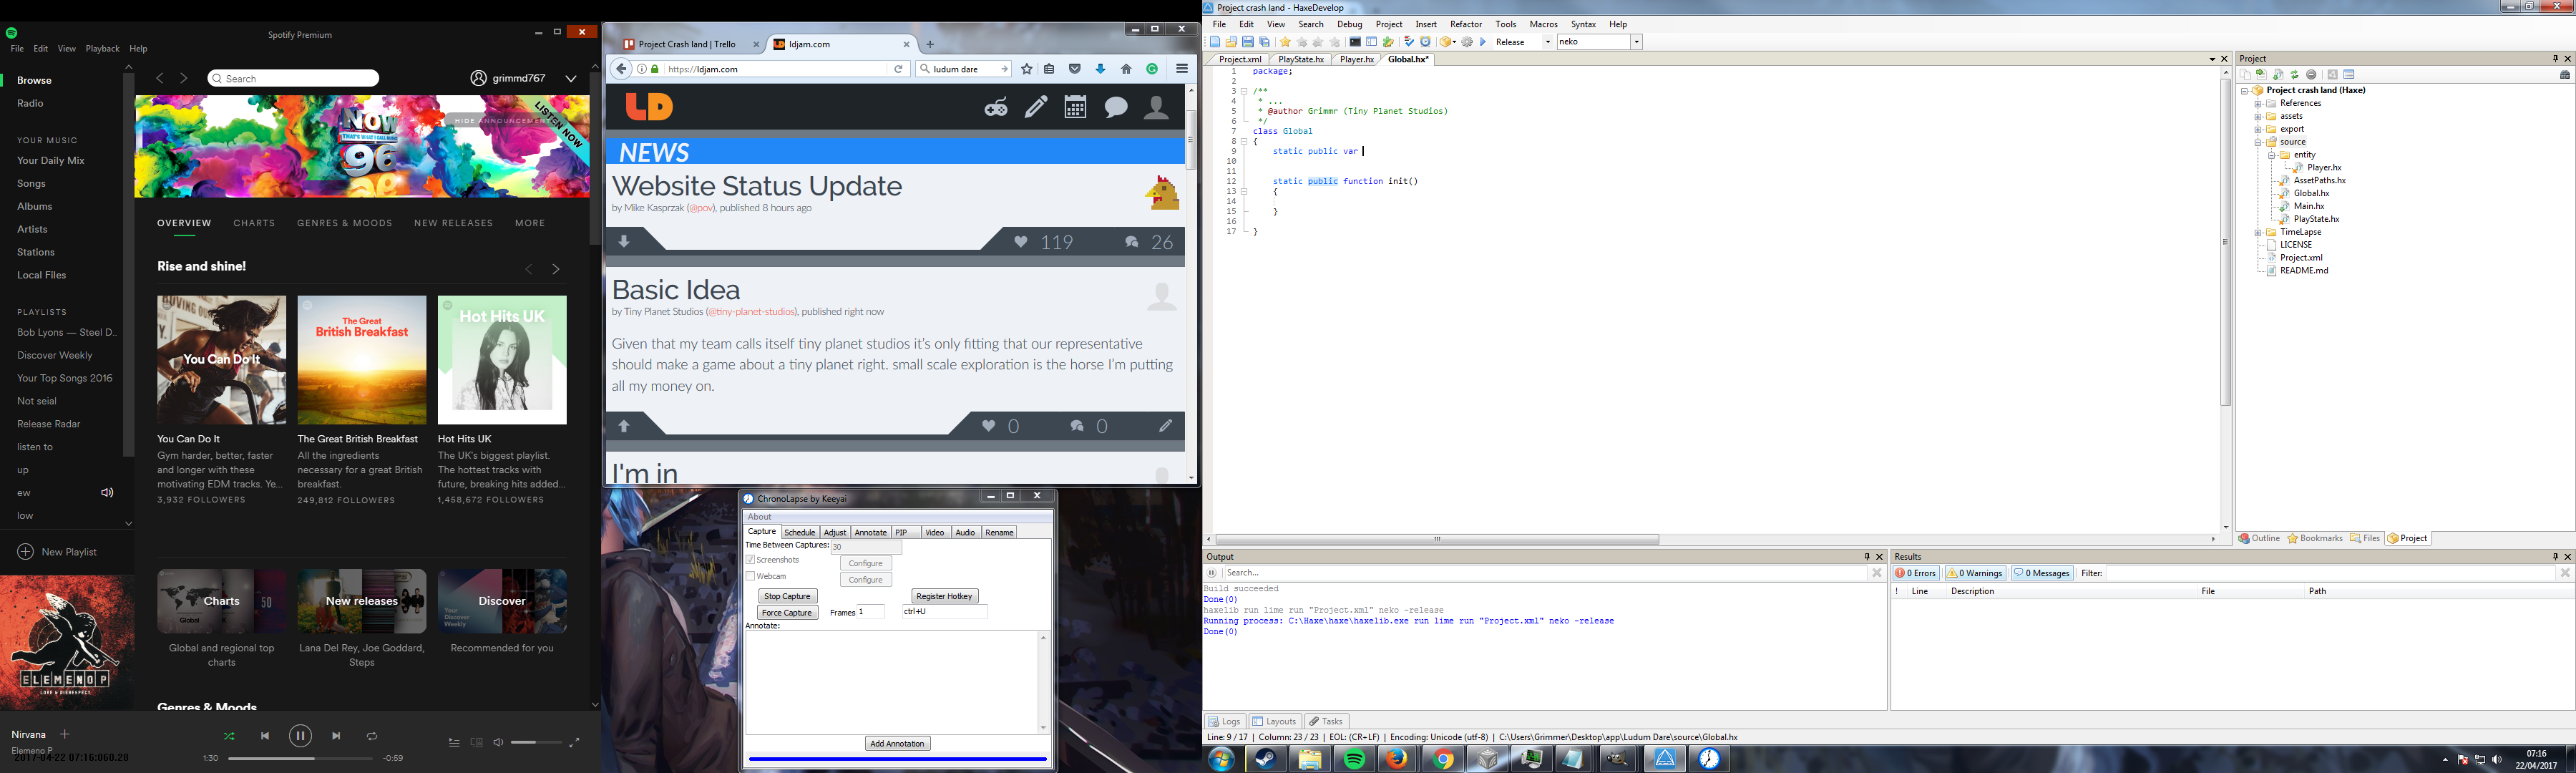 Spotify Premium
File Edit View Playback Help
Browse
Radio
YOUR MUSIC
Your Daily Mix
Songs
Albums
Artists
Stations
Local Files
PLAYLISTS
Bob Lyons — Steel D..
Discover Weekly
Your Top Songs 2016
Not seial
Release Radar
listen to
up
ew
low
New Playlist
ELEMENOP
Nirvana
Elemeno P
2017-04-22 07:16:060.28
Search
grimmd767
NOW
THAT'S WHAT I CALL MUSIC
96
HIDE ANNOUNCEMENT
LISTEN NOW
OVERVIEW CHARTS GENRES & MOODS NEW RELEASES MORE
Rise and shine!
You Can Do It
The Great
British Breakfast
Hot Hits UK
You Can Do It
Gym harder, better, faster
and longer with these
motivating EDM tracks. Ye...
3,932 FOLLOWERS
The Great British Breakfast
All the ingredients
necessary for a great British
breakfast.
249,812 FOLLOWERS
Hot Hits UK
The UK's biggest playlist.
The hottest tracks with
future, breaking hits added...
1,458,672 FOLLOWERS
Charts
New releases
Discover
Global and regional top
charts
Lana Del Rey, Joe Goddard,
Steps
Recommended for you
Genres & Moods
1:30
-0:59
Project Crash land | Trello
ldjam.com
https://ldjam.com
ludum dare
LD
NEWS
Website Status Update
by Mike Kasprzak (@pov), published 8 hours ago
119 26
Basic Idea
by Tiny Planet Studios (@tiny-planet-studios), published right now
Given that my team calls itself tiny planet studios it's only fitting that our representative
should make a game about a tiny planet right. small scale exploration is the horse I'm putting
all my money on.
0 0
I'm in
ChronoLapse by Keeyai
About
Capture Schedule Adjust Annotate PIP Video Audio Rename
Time Between Captures: 30
Screenshots Configure
Webcam Configure
Stop Capture Register Hotkey
Force Capture Frames 1 ctrl+U
Annotate:
Add Annotation
Project crash land - HaxeDevelop
File Edit View Search Debug Project Insert Refactor Tools Macros Syntax Help
Release neko
Project.xml PlayState.hx Player.hx Global.hx*
1 package;
2
3 /**
4 * ...
5 * @author Grimmr (Tiny Planet Studios)
6 */
7 class Global
8 {
9 static public var
10
11
12 static public function init()
13 {
14
15 }
16
17 }
Project
Project crash land (Haxe)
References
assets
export
source
entity
Player.hx
AssetPaths.hx
Global.hx
Main.hx
PlayState.hx
TimeLapse
LICENSE
Project.xml
README.md
Outline Bookmarks Files Project
Output
Search...
Build succeeded
Done(0)
haxelib run lime run "Project.xml" neko -release
Running process: C:\Haxe\haxe\haxelib.exe run lime run "Project.xml" neko -release
Done(0)
Logs Layouts Tasks
Results
0 Errors 0 Warnings 0 Messages Filter:
! Line Description File Path
Line: 9 / 17 | Column: 23 / 23 | EOL: (CR+LF) | Encoding: Unicode (utf-8) | C:\Users\Grimmer\Desktop\app\Ludum Dare\source\Global.hx
07:16
22/04/2017